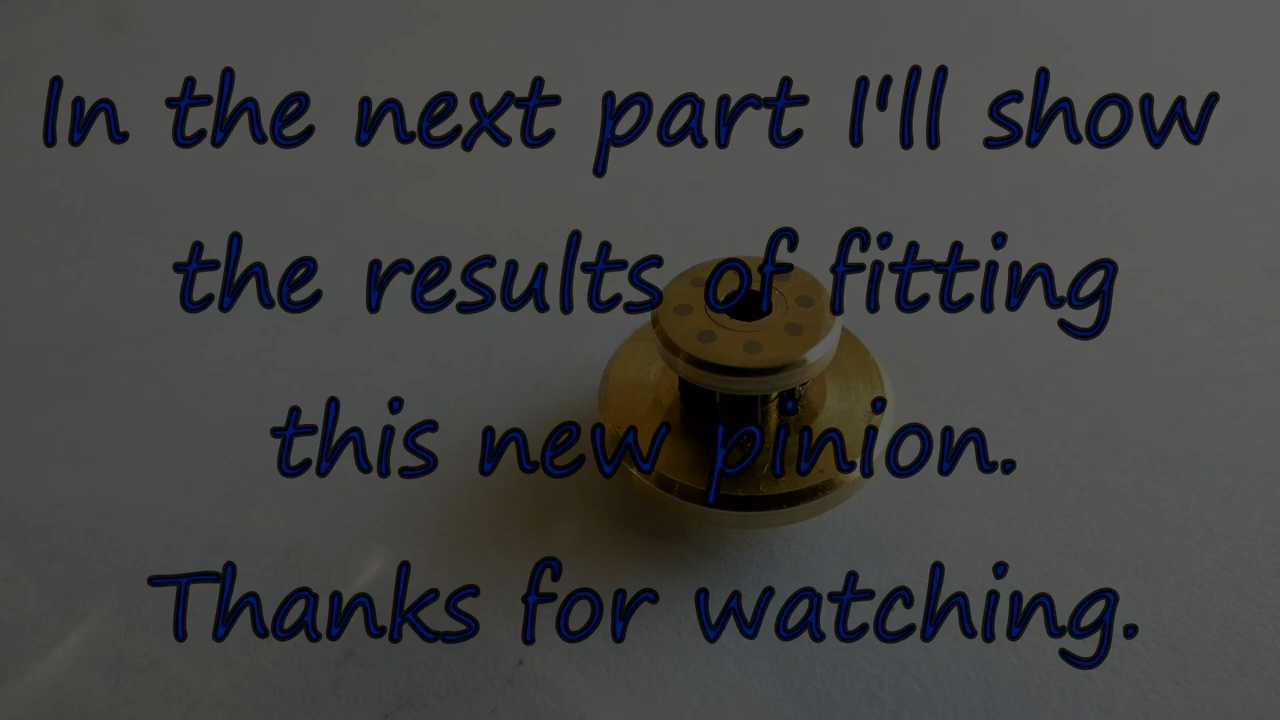 In the next part I'll show
the results of fitting
this new pinion.
Thanks for watching.